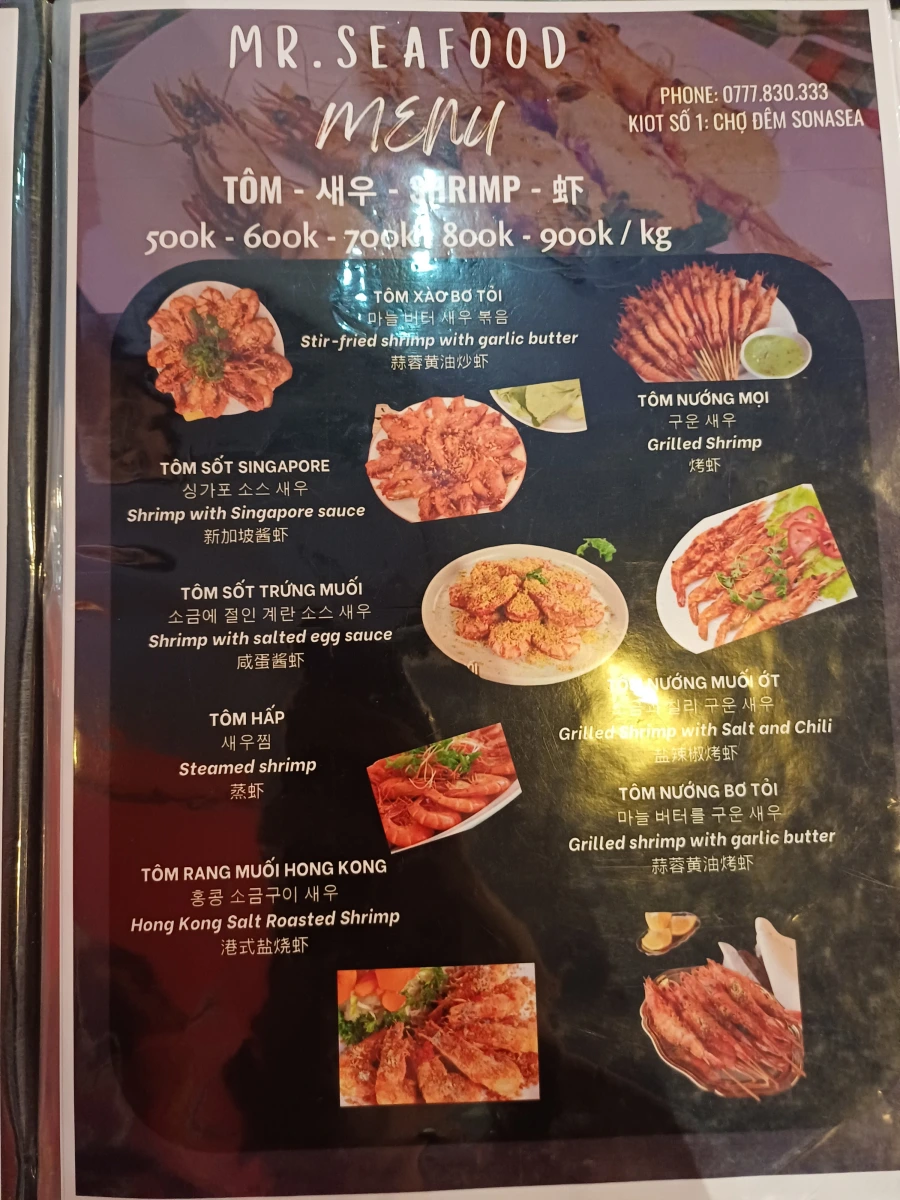 MR.SEAFOOD
MENU
PHONE: 0777.830.333
KIOT SỐ 1: CHỢ ĐÊM SONASEA
TÔM - 새우 - SHRIMP - 虾
500k - 600k - 700k - 800k - 900k / kg
TÔM XÀO BƠ TỎI
마늘 버터 새우 볶음
Stir-fried shrimp with garlic butter
蒜蓉黄油炒虾
TÔM NƯỚNG MỌI
구운 새우
Grilled Shrimp
烤虾
TÔM SỐT SINGAPORE
싱가포 소스 새우
Shrimp with Singapore sauce
新加坡酱虾
TÔM SỐT TRỨNG MUỐI
소금에 절인 계란 소스 새우
Shrimp with salted egg sauce
咸蛋酱虾
TÔM NƯỚNG MUỐI ỚT
칠리 구운 새우
Grilled Shrimp with Salt and Chili
盐辣椒烤虾
TÔM HẤP
새우찜
Steamed shrimp
蒸虾
TÔM NƯỚNG BƠ TỎI
마늘 버터를 구운 새우
Grilled shrimp with garlic butter
蒜蓉黄油烤虾
TÔM RANG MUỐI HONG KONG
홍콩 소금구이 새우
Hong Kong Salt Roasted Shrimp
港式盐烧虾